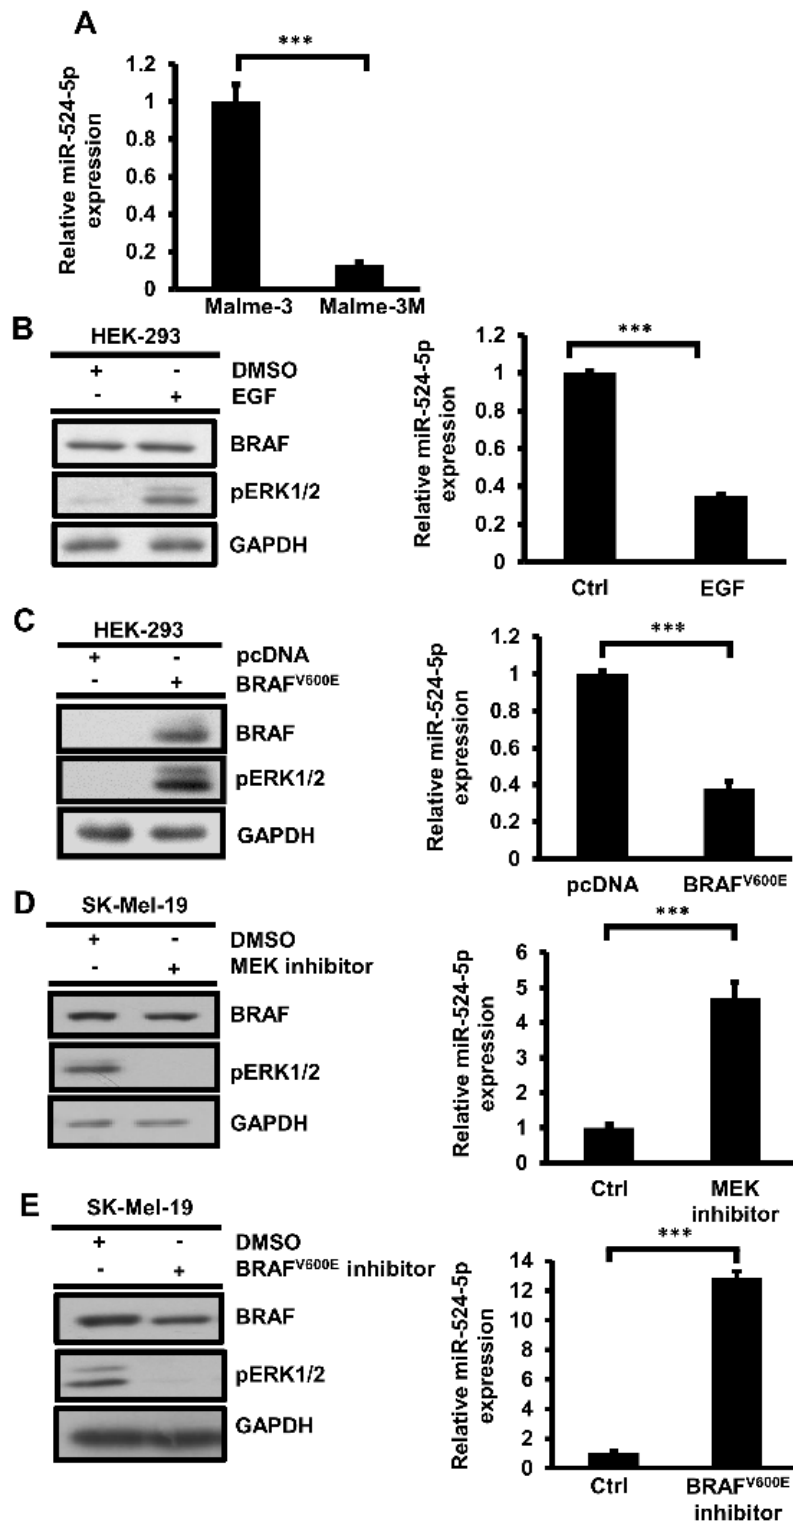 A
***
Relative miR-524-5p
expression
1.2
1
0.8
0.6
0.4
0.2
0
Malme-3 Malme-3M
B
HEK-293
+ - DMSO
- + EGF
BRAF
pERK1/2
GAPDH
***
Relative miR-524-5p
expression
1.2
1
0.8
0.6
0.4
0.2
0
Ctrl EGF
C
HEK-293
+ - pcDNA
- + BRAFV600E
BRAF
pERK1/2
GAPDH
***
Relative miR-524-5p
expression
1.2
1
0.8
0.6
0.4
0.2
0
pcDNA BRAFV600E
D
SK-Mel-19
+ - DMSO
- + MEK inhibitor
BRAF
pERK1/2
GAPDH
***
Relative miR-524-5p
expression
6
5
4
3
2
1
0
Ctrl MEK
inhibitor
E
SK-Mel-19
+ - DMSO
- + BRAFV600E inhibitor
BRAF
pERK1/2
GAPDH
***
Relative miR-524-5p
expression
14
12
10
8
6
4
2
0
Ctrl BRAFV600E
inhibitor